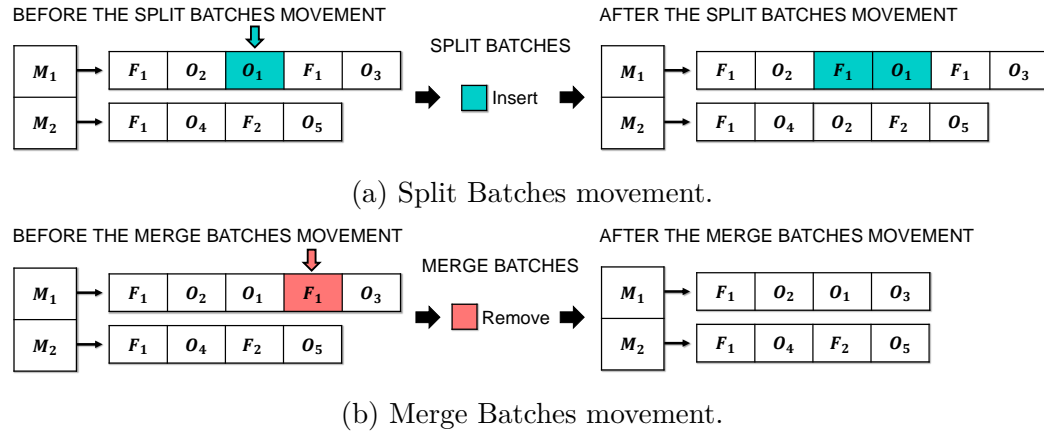 BEFORE THE SPLIT BATCHES MOVEMENT
AFTER THE SPLIT BATCHES MOVEMENT
M₁ F₁ O₂ O₁ F₁ O₃
M₂ F₁ O₄ F₂ O₅
SPLIT BATCHES
Insert
M₁ F₁ O₂ F₁ O₁ F₁ O₃
M₂ F₁ O₄ O₂ F₂ O₅
(a) Split Batches movement.
BEFORE THE MERGE BATCHES MOVEMENT
AFTER THE MERGE BATCHES MOVEMENT
M₁ F₁ O₂ O₁ F₁ O₃
M₂ F₁ O₄ F₂ O₅
MERGE BATCHES
Remove
M₁ F₁ O₂ O₁ O₃
M₂ F₁ O₄ F₂ O₅
(b) Merge Batches movement.